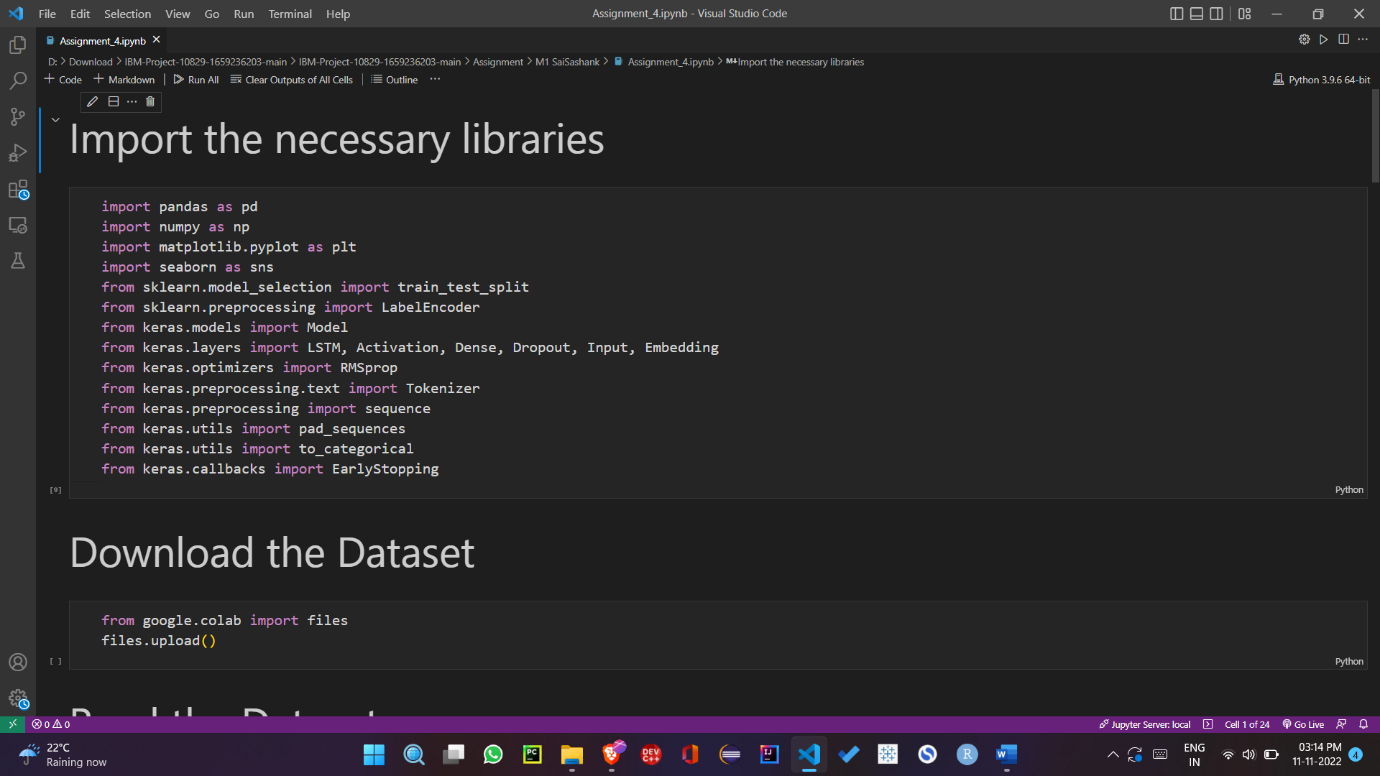 File Edit Selection View Go Run Terminal Help
Assignment_4.ipynb - Visual Studio Code
Assignment_4.ipynb
D: > Download > IBM-Project-10829-1659236203-main > IBM-Project-10829-1659236203-main > Assignment > M1 SaiSashank > Assignment_4.ipynb > M↓Import the necessary libraries
+ Code + Markdown | Run All Clear Outputs of All Cells | Outline ...
Python 3.9.6 64-bit
Import the necessary libraries
import pandas as pd
import numpy as np
import matplotlib.pyplot as plt
import seaborn as sns
from sklearn.model_selection import train_test_split
from sklearn.preprocessing import LabelEncoder
from keras.models import Model
from keras.layers import LSTM, Activation, Dense, Dropout, Input, Embedding
from keras.optimizers import RMSprop
from keras.preprocessing.text import Tokenizer
from keras.preprocessing import sequence
from keras.utils import pad_sequences
from keras.utils import to_categorical
from keras.callbacks import EarlyStopping
[9]
Python
Download the Dataset
from google.colab import files
files.upload()
[ ]
Python
Read the Dataset
0 0
Jupyter Server: local Cell 1 of 24 Go Live
22°C
Raining now
PC
DEV C++
IJ
R
W
ENG
IN
03:14 PM
11-11-2022
4